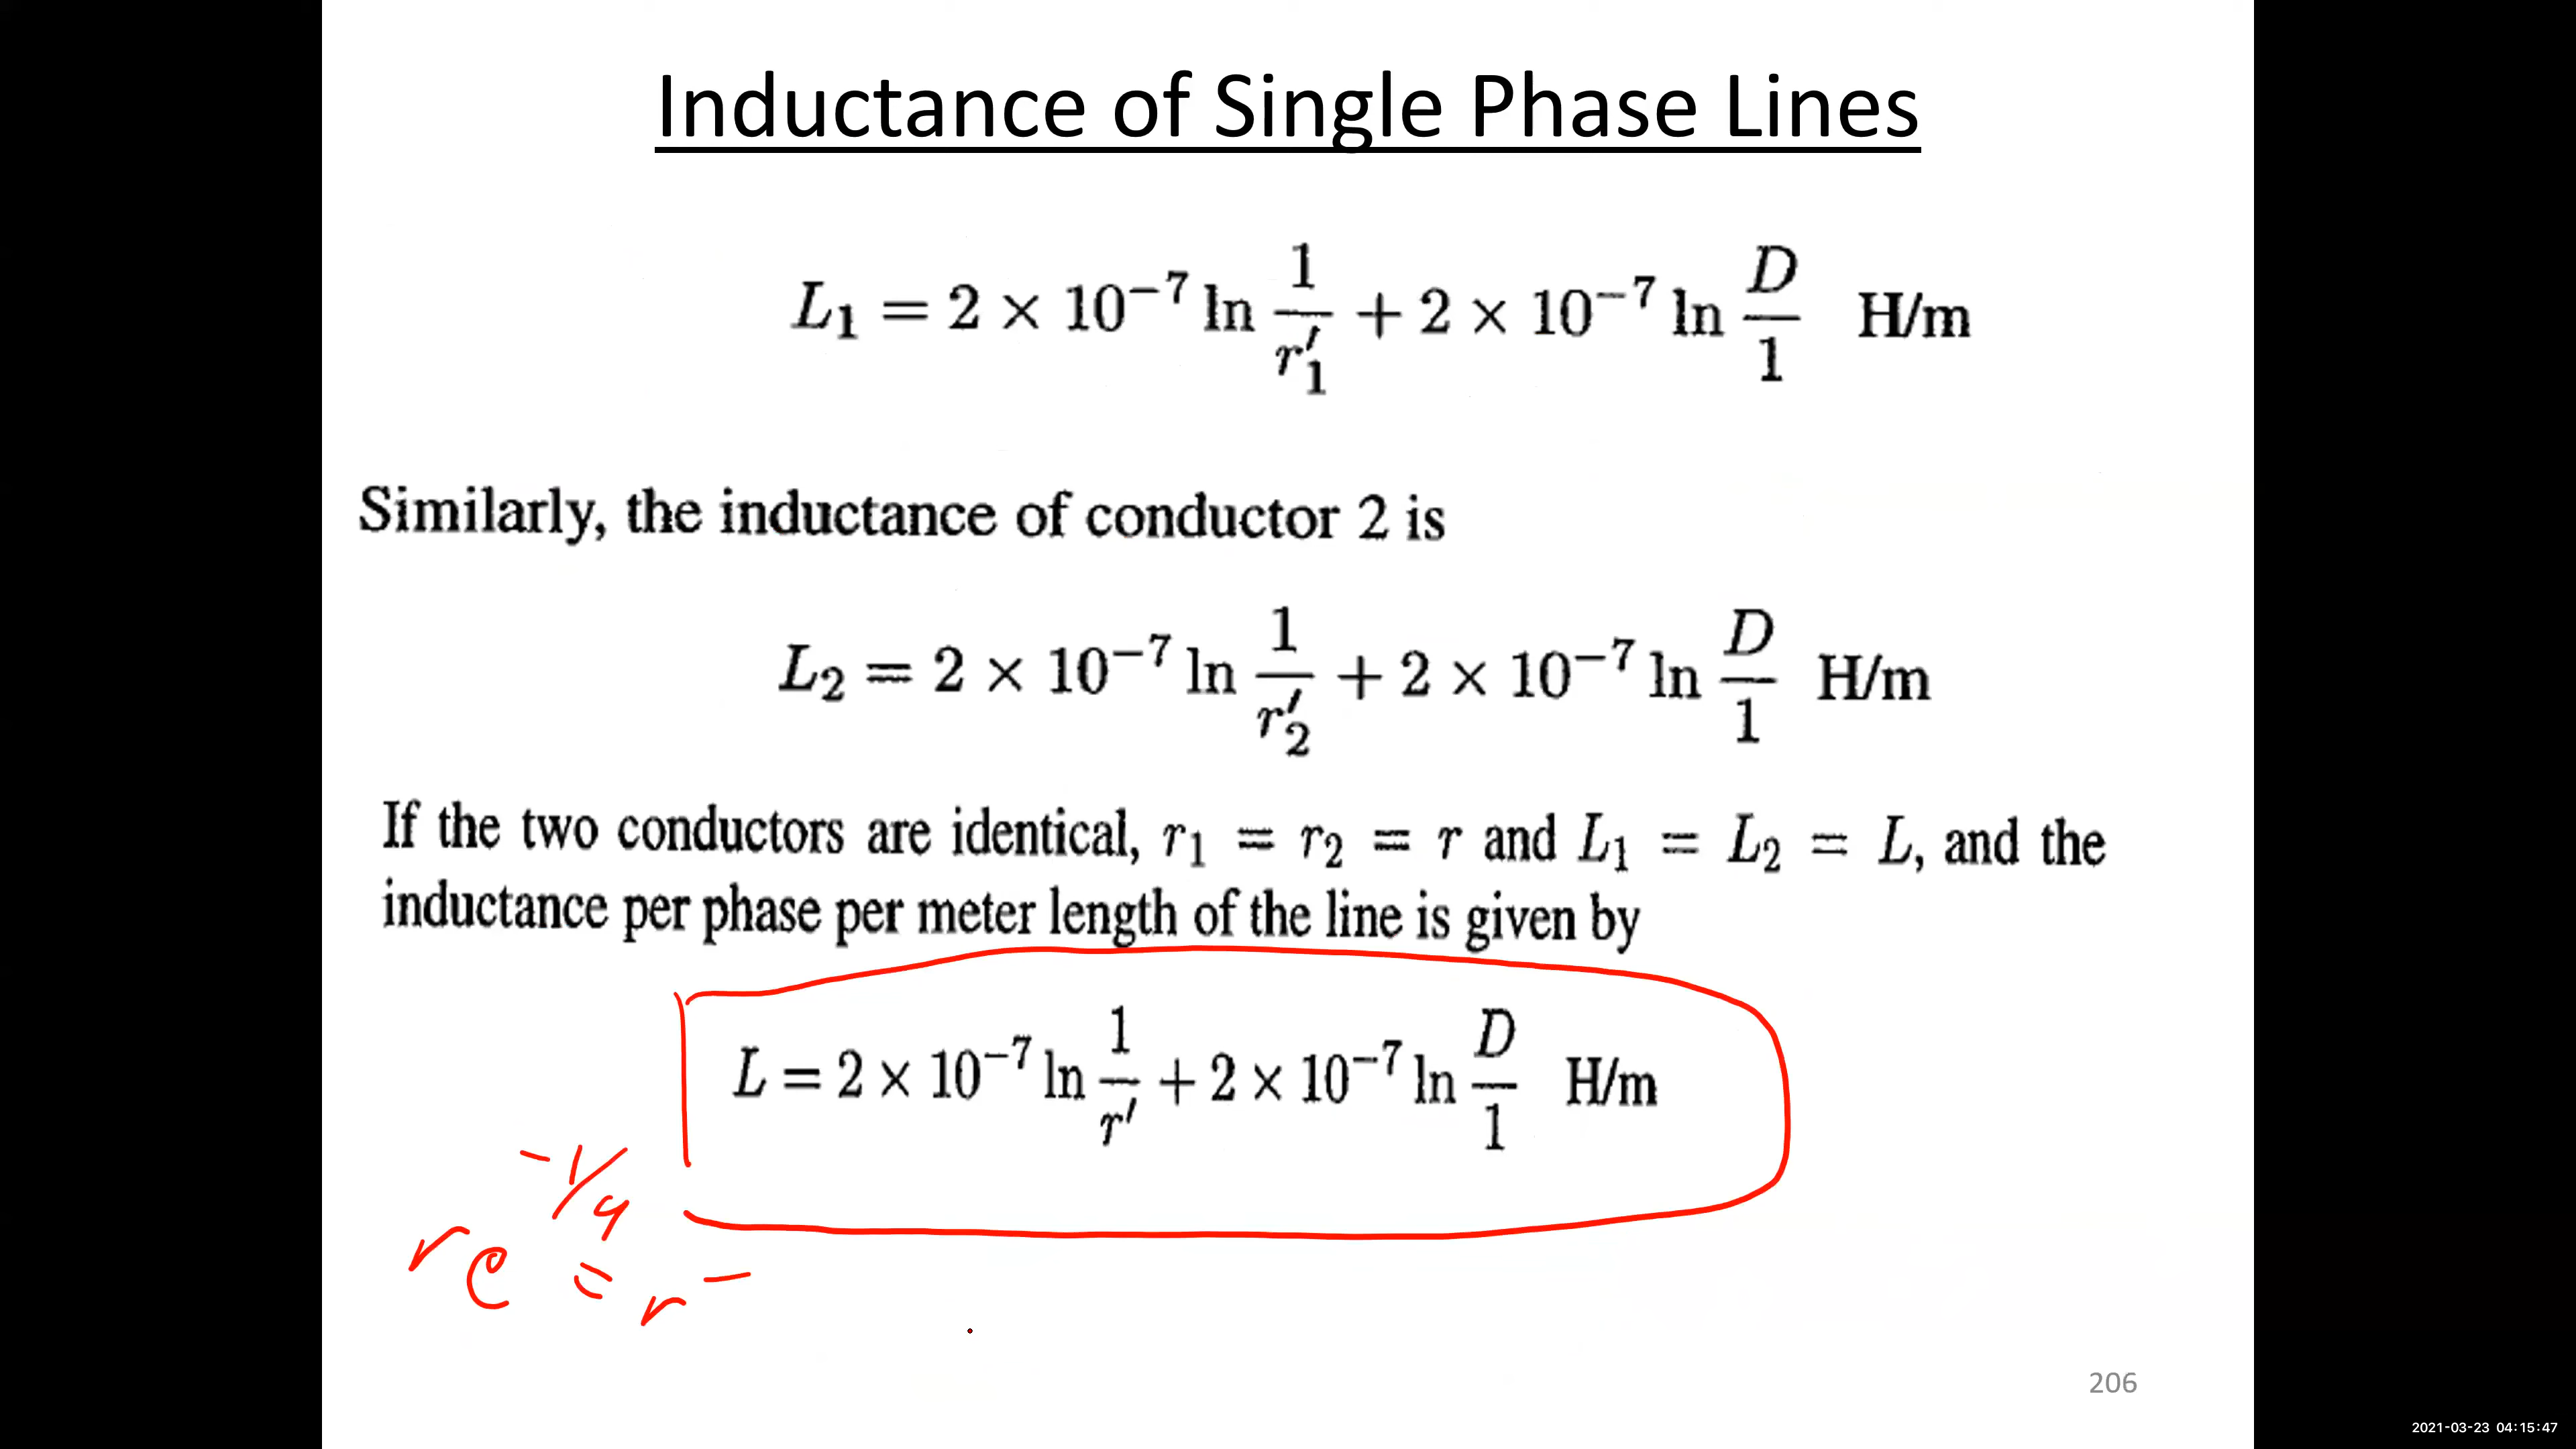 Inductance of Single Phase Lines
L₁ = 2 × 10⁻⁷ ln 1/r′₁ + 2 × 10⁻⁷ ln D/1 H/m
Similarly, the inductance of conductor 2 is
L₂ = 2 × 10⁻⁷ ln 1/r′₂ + 2 × 10⁻⁷ ln D/1 H/m
If the two conductors are identical, r₁ = r₂ = r and L₁ = L₂ = L, and the
inductance per phase per meter length of the line is given by
L = 2 × 10⁻⁷ ln 1/r′ + 2 × 10⁻⁷ ln D/1 H/m
re^(-1/4) = r⁻
206
2021-03-23 04:15:47